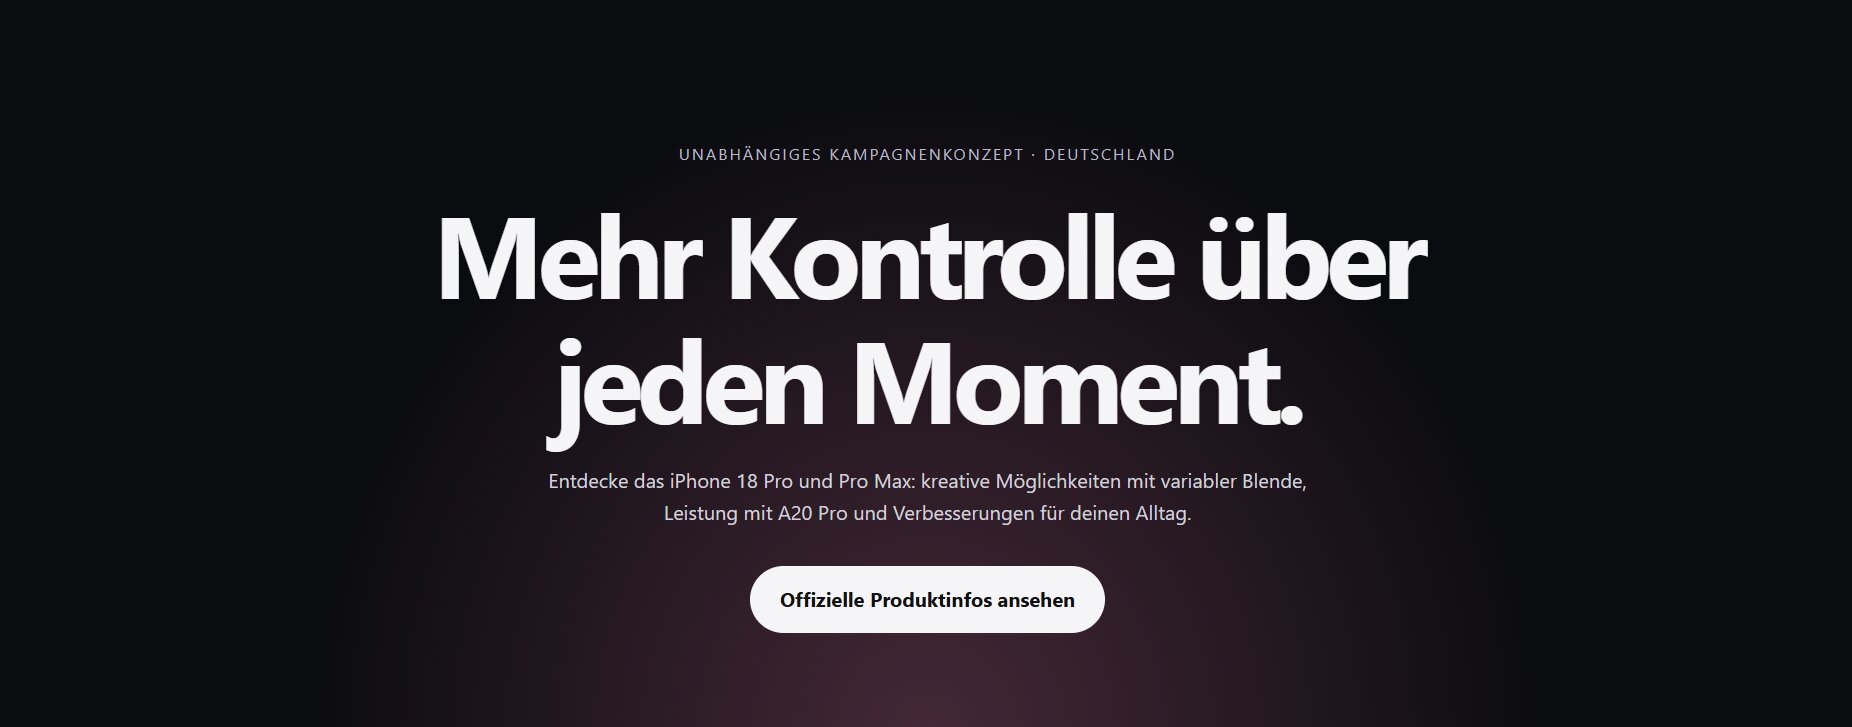 UNABHÄNGIGES KAMPAGNENKONZEPT · DEUTSCHLAND
Mehr Kontrolle über
jeden Moment.
Entdecke das iPhone 18 Pro und Pro Max: kreative Möglichkeiten mit variabler Blende,
Leistung mit A20 Pro und Verbesserungen für deinen Alltag.
Offizielle Produktinfos ansehen